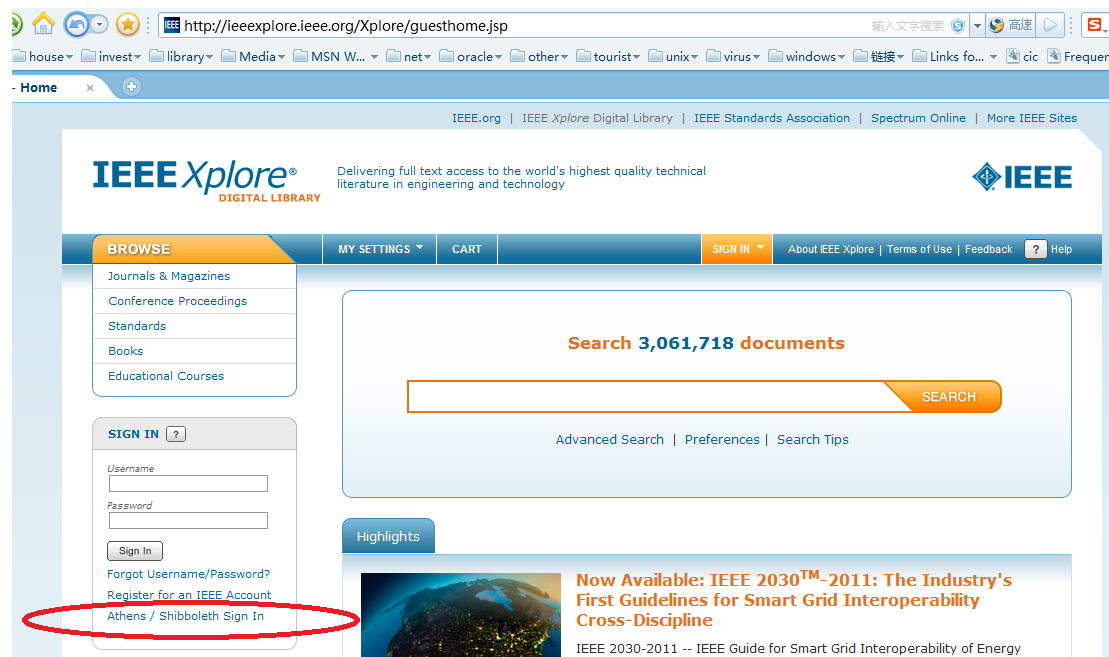 http://ieeexplore.ieee.org/Xplore/guesthome.jsp 输入文字搜索 高速
house invest library Media MSN W... net oracle other tourist unix virus windows 链接 Links fo... cic Frequen
- Home
IEEE.org | IEEE Xplore Digital Library | IEEE Standards Association | Spectrum Online | More IEEE Sites
IEEE Xplore®
DIGITAL LIBRARY
Delivering full text access to the world's highest quality technical
literature in engineering and technology
IEEE
BROWSE
MY SETTINGS CART SIGN IN About IEEE Xplore | Terms of Use | Feedback ? Help
Journals & Magazines
Conference Proceedings
Standards
Books
Educational Courses
Search 3,061,718 documents
SEARCH
Advanced Search | Preferences | Search Tips
SIGN IN ?
Username
Password
Sign In
Forgot Username/Password?
Register for an IEEE Account
Athens / Shibboleth Sign In
Highlights
Now Available: IEEE 2030TM-2011: The Industry's
First Guidelines for Smart Grid Interoperability
Cross-Discipline
IEEE 2030-2011 -- IEEE Guide for Smart Grid Interoperability of Energy